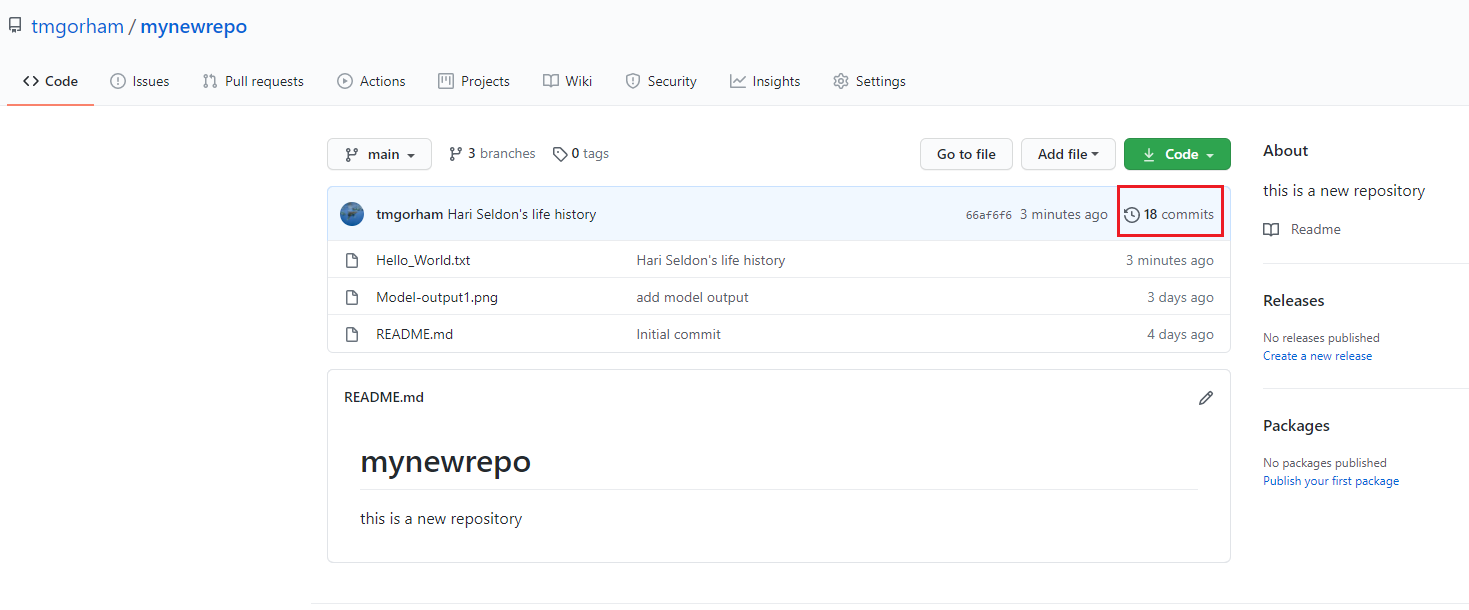 tmgorham / mynewrepo
Code Issues Pull requests Actions Projects Wiki Security Insights Settings
main 3 branches 0 tags Go to file Add file Code
tmgorham Hari Seldon's life history 66af6f6 3 minutes ago 18 commits
Hello_World.txt Hari Seldon's life history 3 minutes ago
Model-output1.png add model output 3 days ago
README.md Initial commit 4 days ago
README.md
mynewrepo
this is a new repository
About
this is a new repository
Readme
Releases
No releases published
Create a new release
Packages
No packages published
Publish your first package